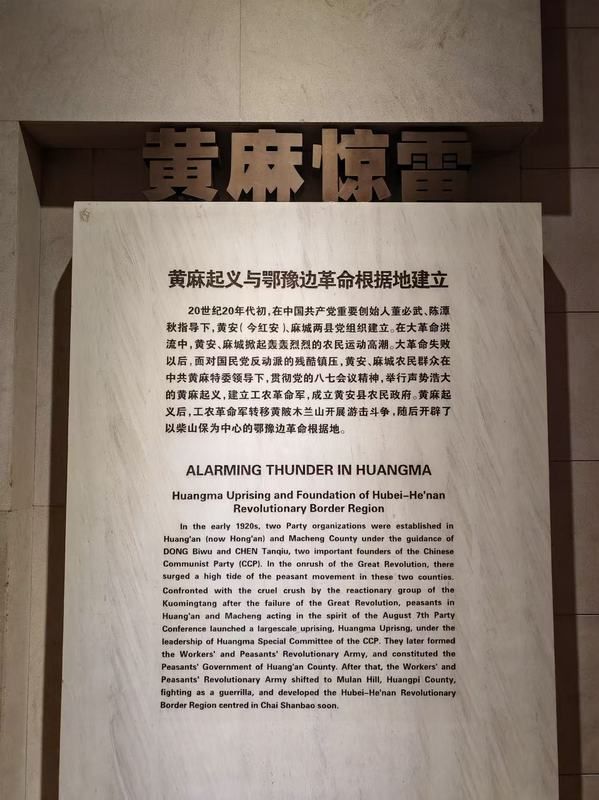 黄麻惊雷
黄麻起义与鄂豫边革命根据地建立
20世纪20年代初，在中国共产党重要创始人董必武、陈潭
秋指导下，黄安（今红安）、麻城两县党组织建立。在大革命洪
流中，黄安、麻城掀起轰轰烈烈的农民运动高潮。大革命失败
以后，面对国民党反动派的残酷镇压，黄安、麻城农民群众在
中共黄麻特委领导下，贯彻党的八七会议精神，举行声势浩大
的黄麻起义，建立工农革命军，成立黄安县农民政府。黄麻起
义后，工农革命军转移黄陂木兰山开展游击斗争，随后开辟了
以柴山保为中心的鄂豫边革命根据地。
ALARMING THUNDER IN HUANGMA
Huangma Uprising and Foundation of Hubei-He'nan
Revolutionary Border Region
In the early 1920s, two Party organizations were established in
Huang'an (now Hong'an) and Macheng County under the guidance of
DONG Biwu and CHEN Tanqiu, two important founders of the Chinese
Communist Party (CCP). In the onrush of the Great Revolution, there
surged a high tide of the peasant movement in these two counties.
Confronted with the cruel crush by the reactionary group of the
Kuomingtang after the failure of the Great Revolution, peasants in
Huang'an and Macheng acting in the spirit of the August 7th Party
Conference launched a largescale uprising, Huangma Uprisng, under the
leadership of Huangma Special Committee of the CCP. They later formed
the Workers' and Peasants' Revolutionary Army, and constituted the
Peasants' Government of Huang'an County. After that, the Workers' and
Peasants' Revolutionary Army shifted to Mulan Hill, Huangpi County,
fighting as a guerrilla, and developed the Hubei-He'nan Revolutionary
Border Region centred in Chai Shanbao soon.